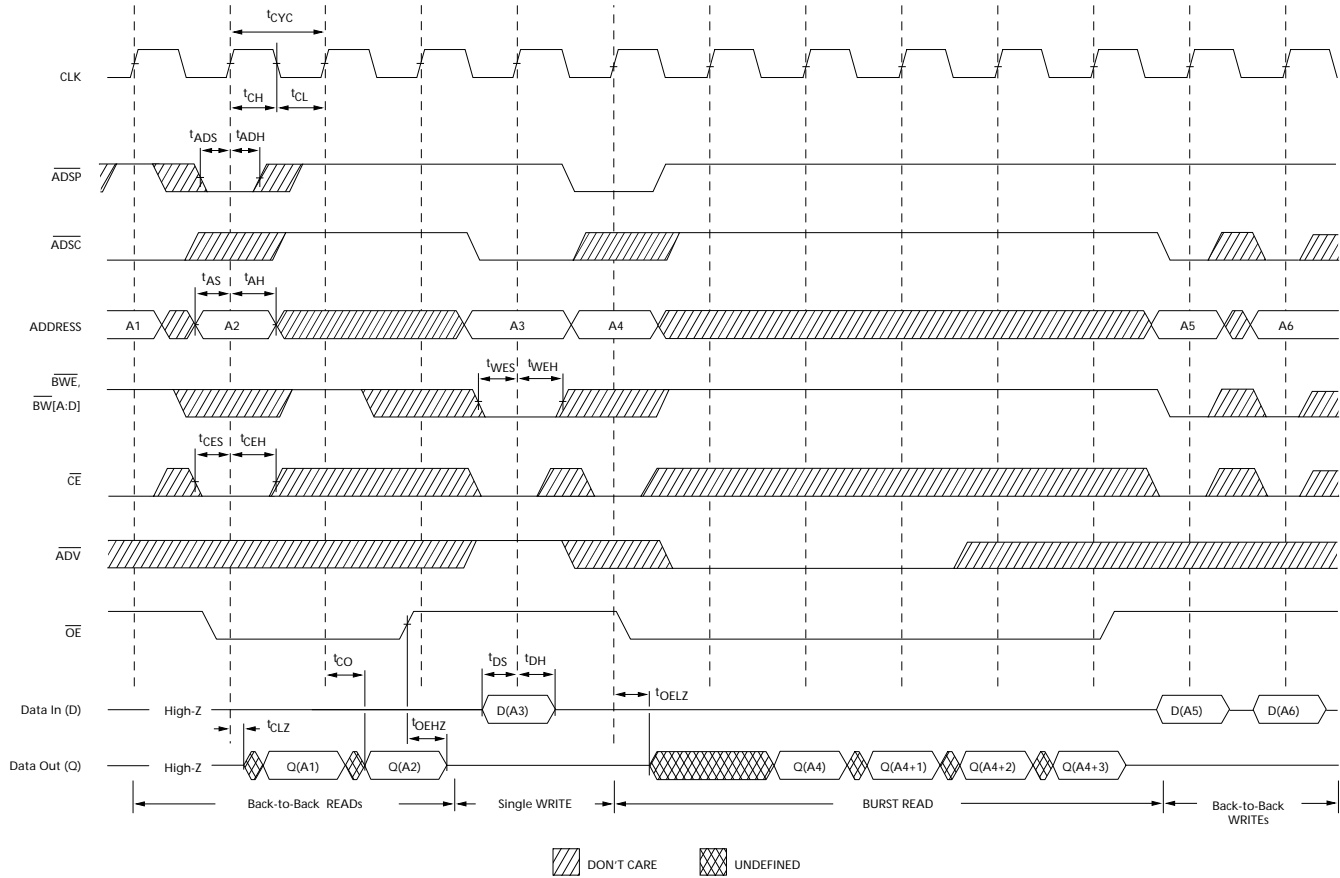 tCYC
CLK
tCH tCL
tADS tADH
ADSP
ADSC
tAS tAH
ADDRESS A1 A2 A3 A4 A5 A6
tWES tWEH
BWE,
BW[A:D]
tCES tCEH
CE
ADV
OE
tCO tDS tDH
tOELZ
Data In (D) High-Z D(A3) D(A5) D(A6)
tCLZ tOEHZ
Data Out (Q) High-Z Q(A1) Q(A2) Q(A4) Q(A4+1) Q(A4+2) Q(A4+3)
Back-to-Back READs Single WRITE BURST READ Back-to-Back
WRITEs
DON'T CARE UNDEFINED